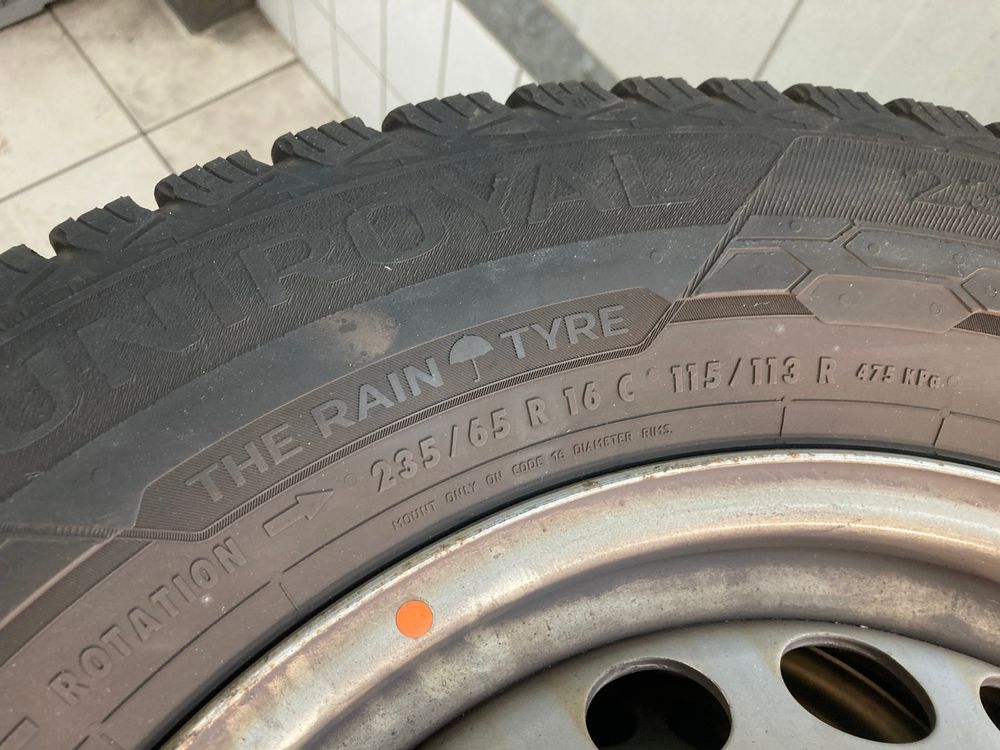 UNIROYAL
THE RAIN TYRE
ROTATION
235/65 R 16 C 115/113 R 475 KPa
MOUNT ONLY ON CODE 16 DIAMETER RIMS.